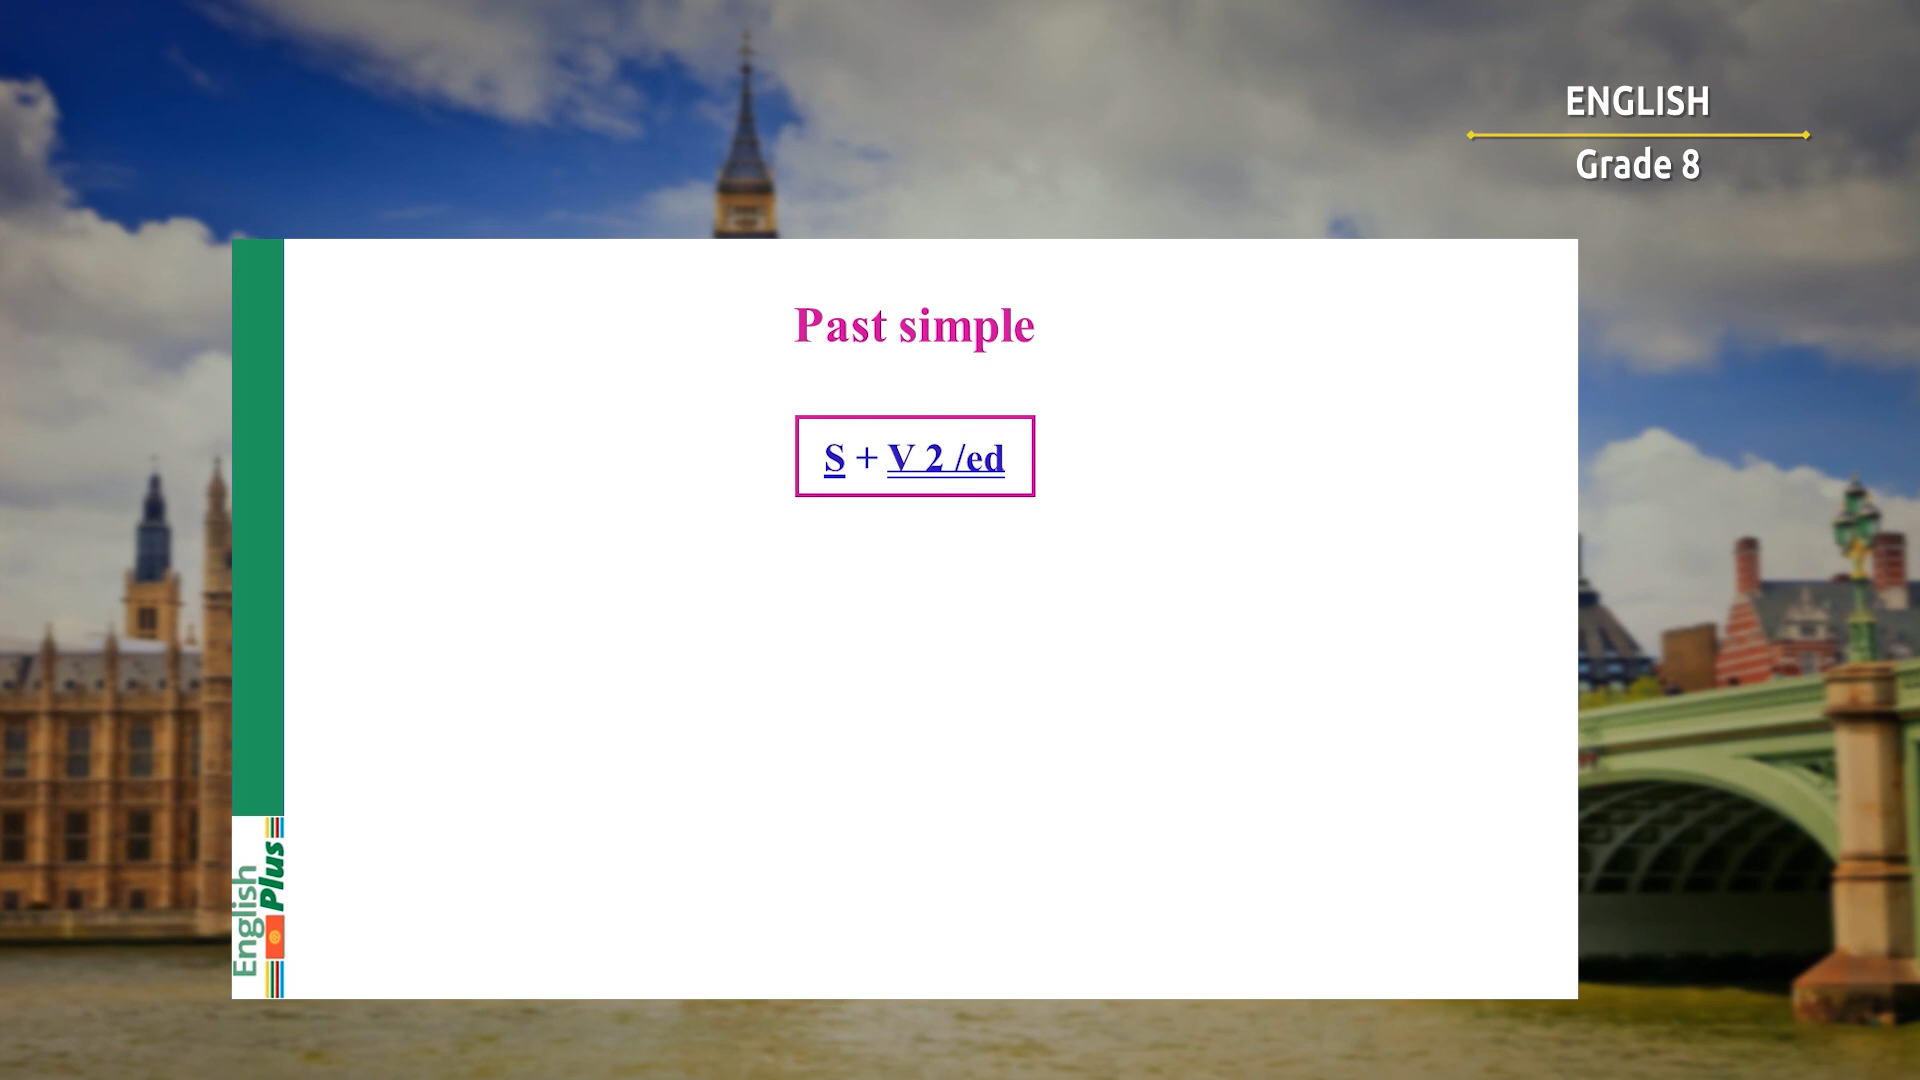 ENGLISH
Grade 8
Past simple
S + V 2 /ed
English
Plus